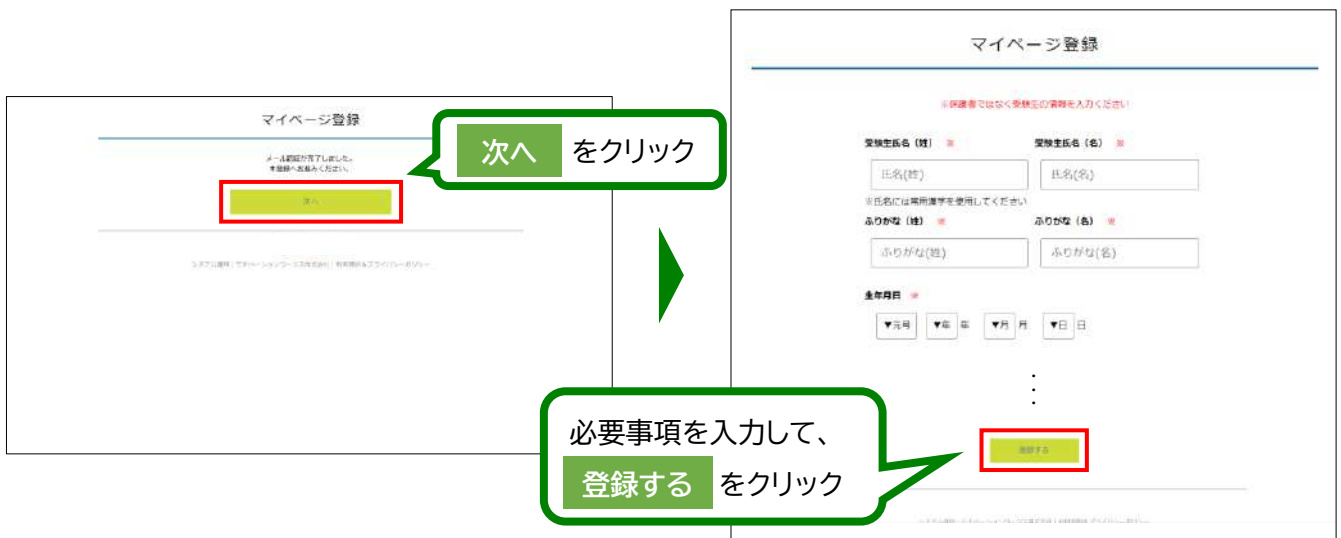 マイページ登録
メール認証が完了しました。
本登録へお進みください。
次へ
次へ をクリック
マイページ登録
※保護者ではなく受験生の情報を入力ください
受験生氏名（姓） ※ 受験生氏名（名） ※
氏名(姓) 氏名(名)
※氏名には常用漢字を使用してください
ふりがな（姓） ※ ふりがな（名） ※
ふりがな(姓) ふりがな(名)
生年月日 ※
▼元号 ▼年 年 ▼月 月 ▼日 日
必要事項を入力して、
登録する をクリック
登録する